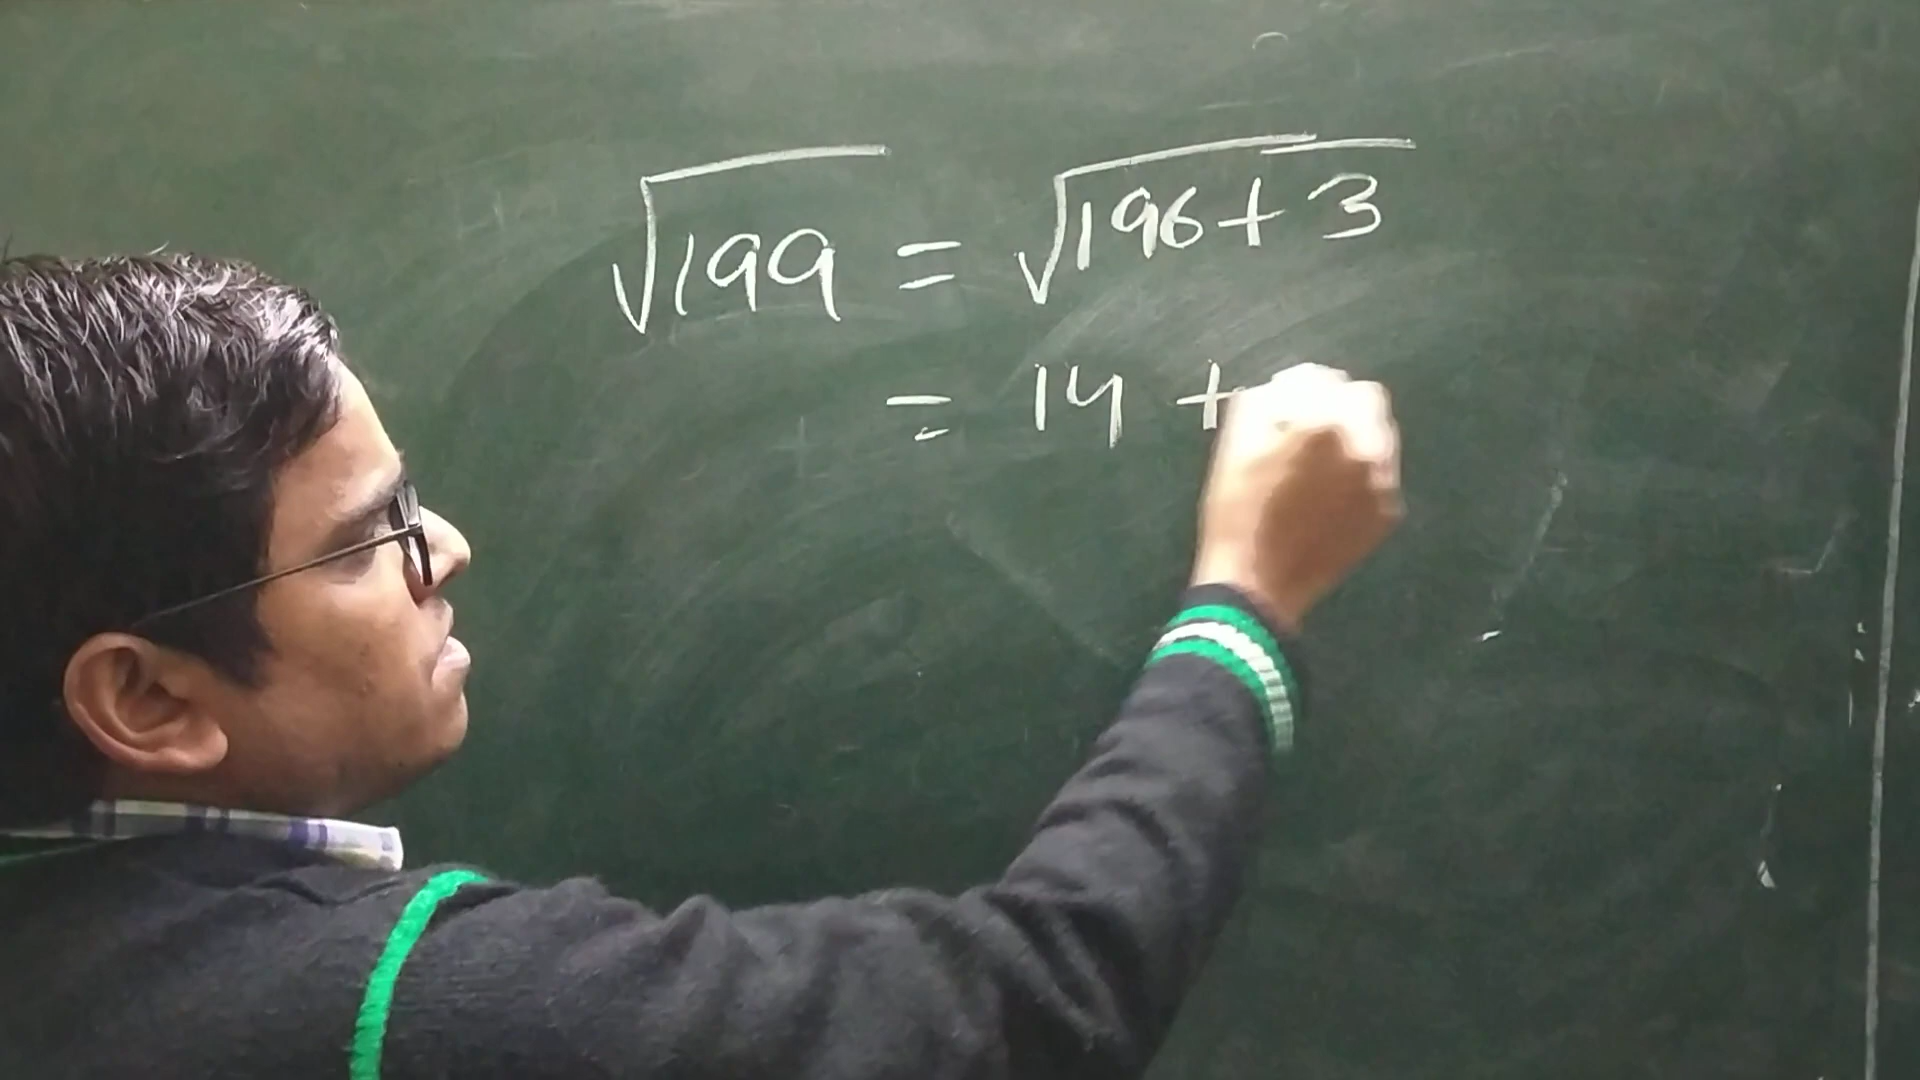 √199 = √196+3
= 14 +